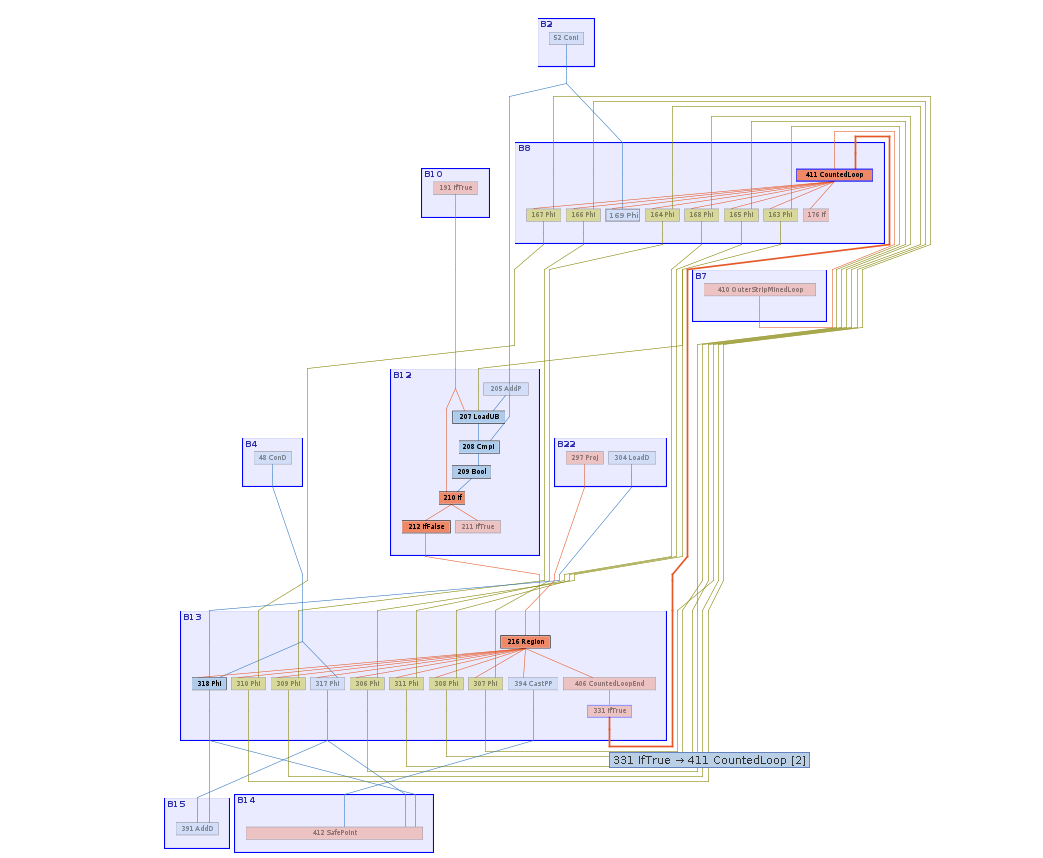 B2
52 ConI
B8
411 CountedLoop
B10
191 IfTrue
167 Phi 166 Phi 169 Phi 164 Phi 168 Phi 165 Phi 163 Phi 176 If
B7
410 OuterStripMinedLoop
B12
205 AddP
207 LoadUB
B4
B22
208 CmpI
48 ConD
297 Proj 304 LoadD
209 Bool
210 If
212 IfFalse 211 IfTrue
B13
216 Region
318 Phi 310 Phi 309 Phi 317 Phi 306 Phi 311 Phi 308 Phi 307 Phi 394 CastPP 406 CountedLoopEnd
331 IfTrue
331 IfTrue → 411 CountedLoop [2]
B15
B14
391 AddD
412 SafePoint